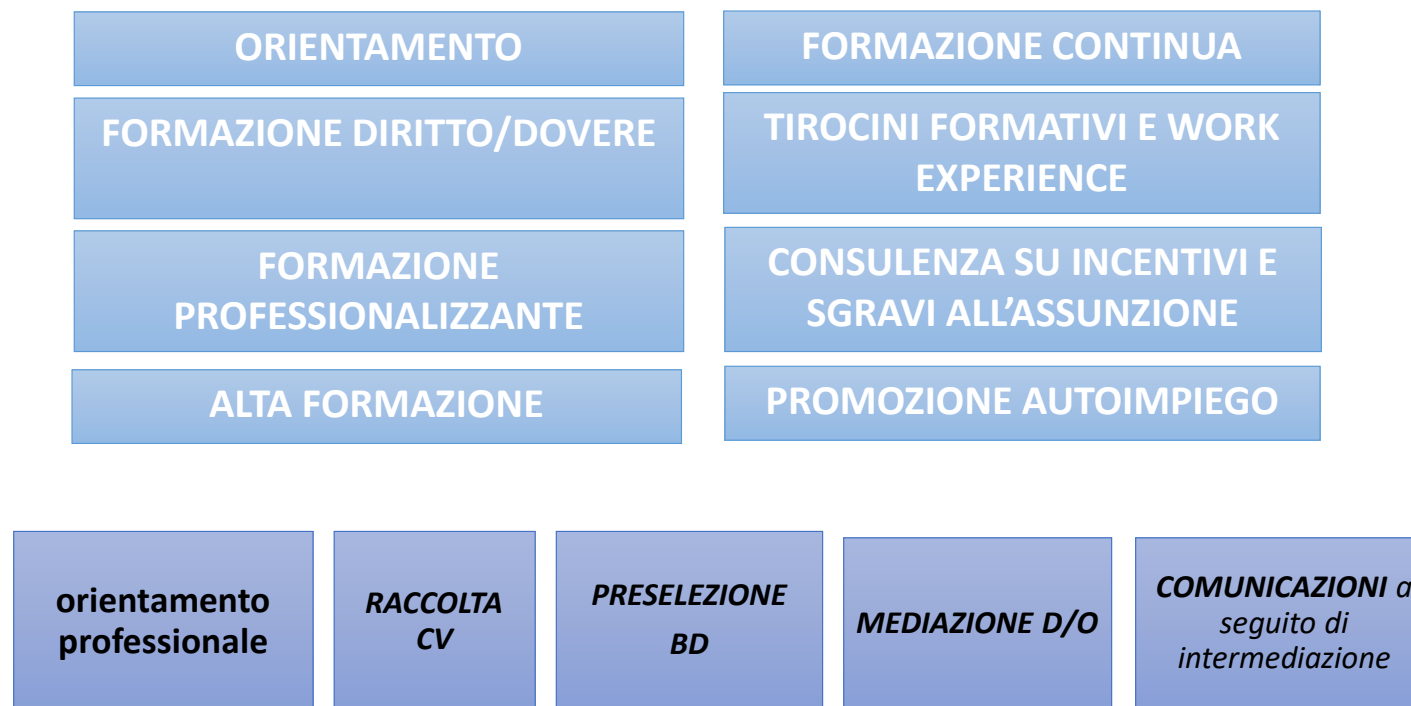 ORIENTAMENTO
FORMAZIONE DIRITTO/DOVERE
FORMAZIONE
PROFESSIONALIZZANTE
ALTA FORMAZIONE
FORMAZIONE CONTINUA
TIROCINI FORMATIVI E WORK
EXPERIENCE
CONSULENZA SU INCENTIVI E
SGRAVI ALL’ASSUNZIONE
PROMOZIONE AUTOIMPIEGO
orientamento
professionale
RACCOLTA
CV
PRESELEZIONE
BD
MEDIAZIONE D/O
COMUNICAZIONI a
seguito di
intermediazione